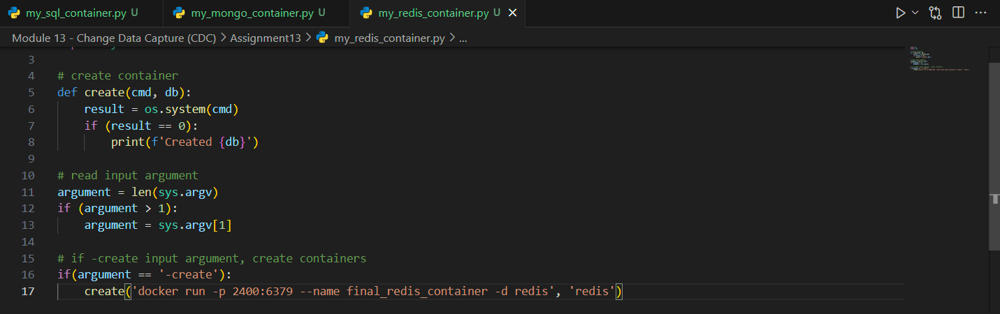 my_sql_container.py U my_mongo_container.py U my_redis_container.py U
Module 13 - Change Data Capture (CDC) > Assignment13 > my_redis_container.py > ...
3
4 # create container
5 def create(cmd, db):
6     result = os.system(cmd)
7     if (result == 0):
8         print(f'Created {db}')
9
10 # read input argument
11 argument = len(sys.argv)
12 if (argument > 1):
13     argument = sys.argv[1]
14
15 # if -create input argument, create containers
16 if(argument == '-create'):
17     create('docker run -p 2400:6379 --name final_redis_container -d redis', 'redis')